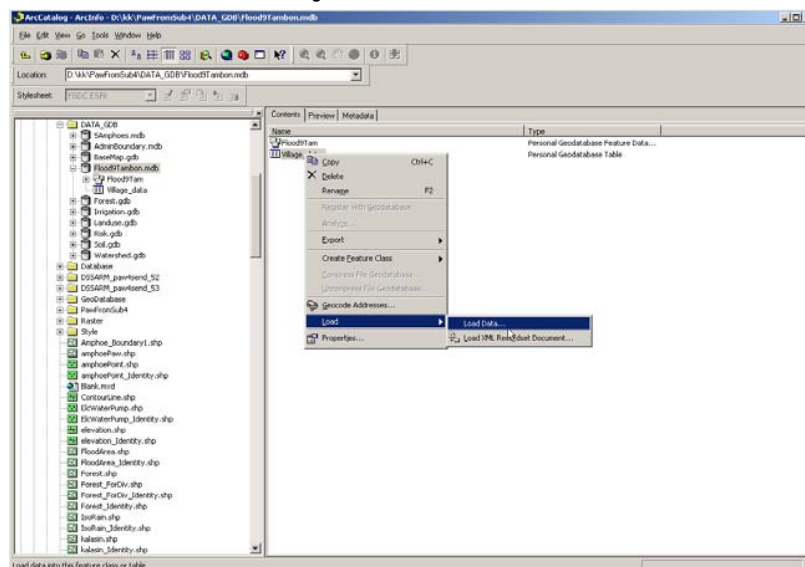 ArcCatalog - ArcInfo - D:\kk\PawFromSub4\DATA_GDB\Flood9Tambon.mdb
File Edit View Go Tools Window Help
Location: D:\kk\PawFromSub4\DATA_GDB\Flood9Tambon.mdb
Stylesheet: FGDC ESRI
Contents Preview Metadata
Name Type
Flood9Tam Personal Geodatabase Feature Data...
Village_ Personal Geodatabase Table
DATA_GDB
5Amphoes.mdb
AdminBoundary.mdb
BaseMap.gdb
Flood9Tambon.mdb
Flood9Tam
Village_data
Forest.gdb
Irrigation.gdb
Landuse.gdb
Risk.gdb
Soil.gdb
Watershed.gdb
Database
DSSARM_paw4send_52
DSSARM_paw4send_53
GeoDatabase
PawFromSub4
Raster
Style
Amphoe_Boundary1.shp
amphoePaw.shp
amphoePoint.shp
amphoePoint_Identity.shp
Blank.mxd
ContourLine.shp
ElcWaterPump.shp
ElcWaterPump_Identity.shp
elevation.shp
elevation_Identity.shp
FloodArea.shp
FloodArea_Identity.shp
Forest.shp
Forest_ForDiv.shp
Forest_ForDiv_Identity.shp
Forest_Identity.shp
IsoRain.shp
IsoRain_Identity.shp
kalasin.shp
kalasin_Identity.shp
Copy Ctrl+C
Delete
Rename F2
Register with Geodatabase
Analyze...
Export
Create Feature Class
Compress File Geodatabase...
Uncompress File Geodatabase...
Geocode Addresses...
Load
Properties...
Load Data...
Load XML Recordset Document...
Load data into this feature class or table